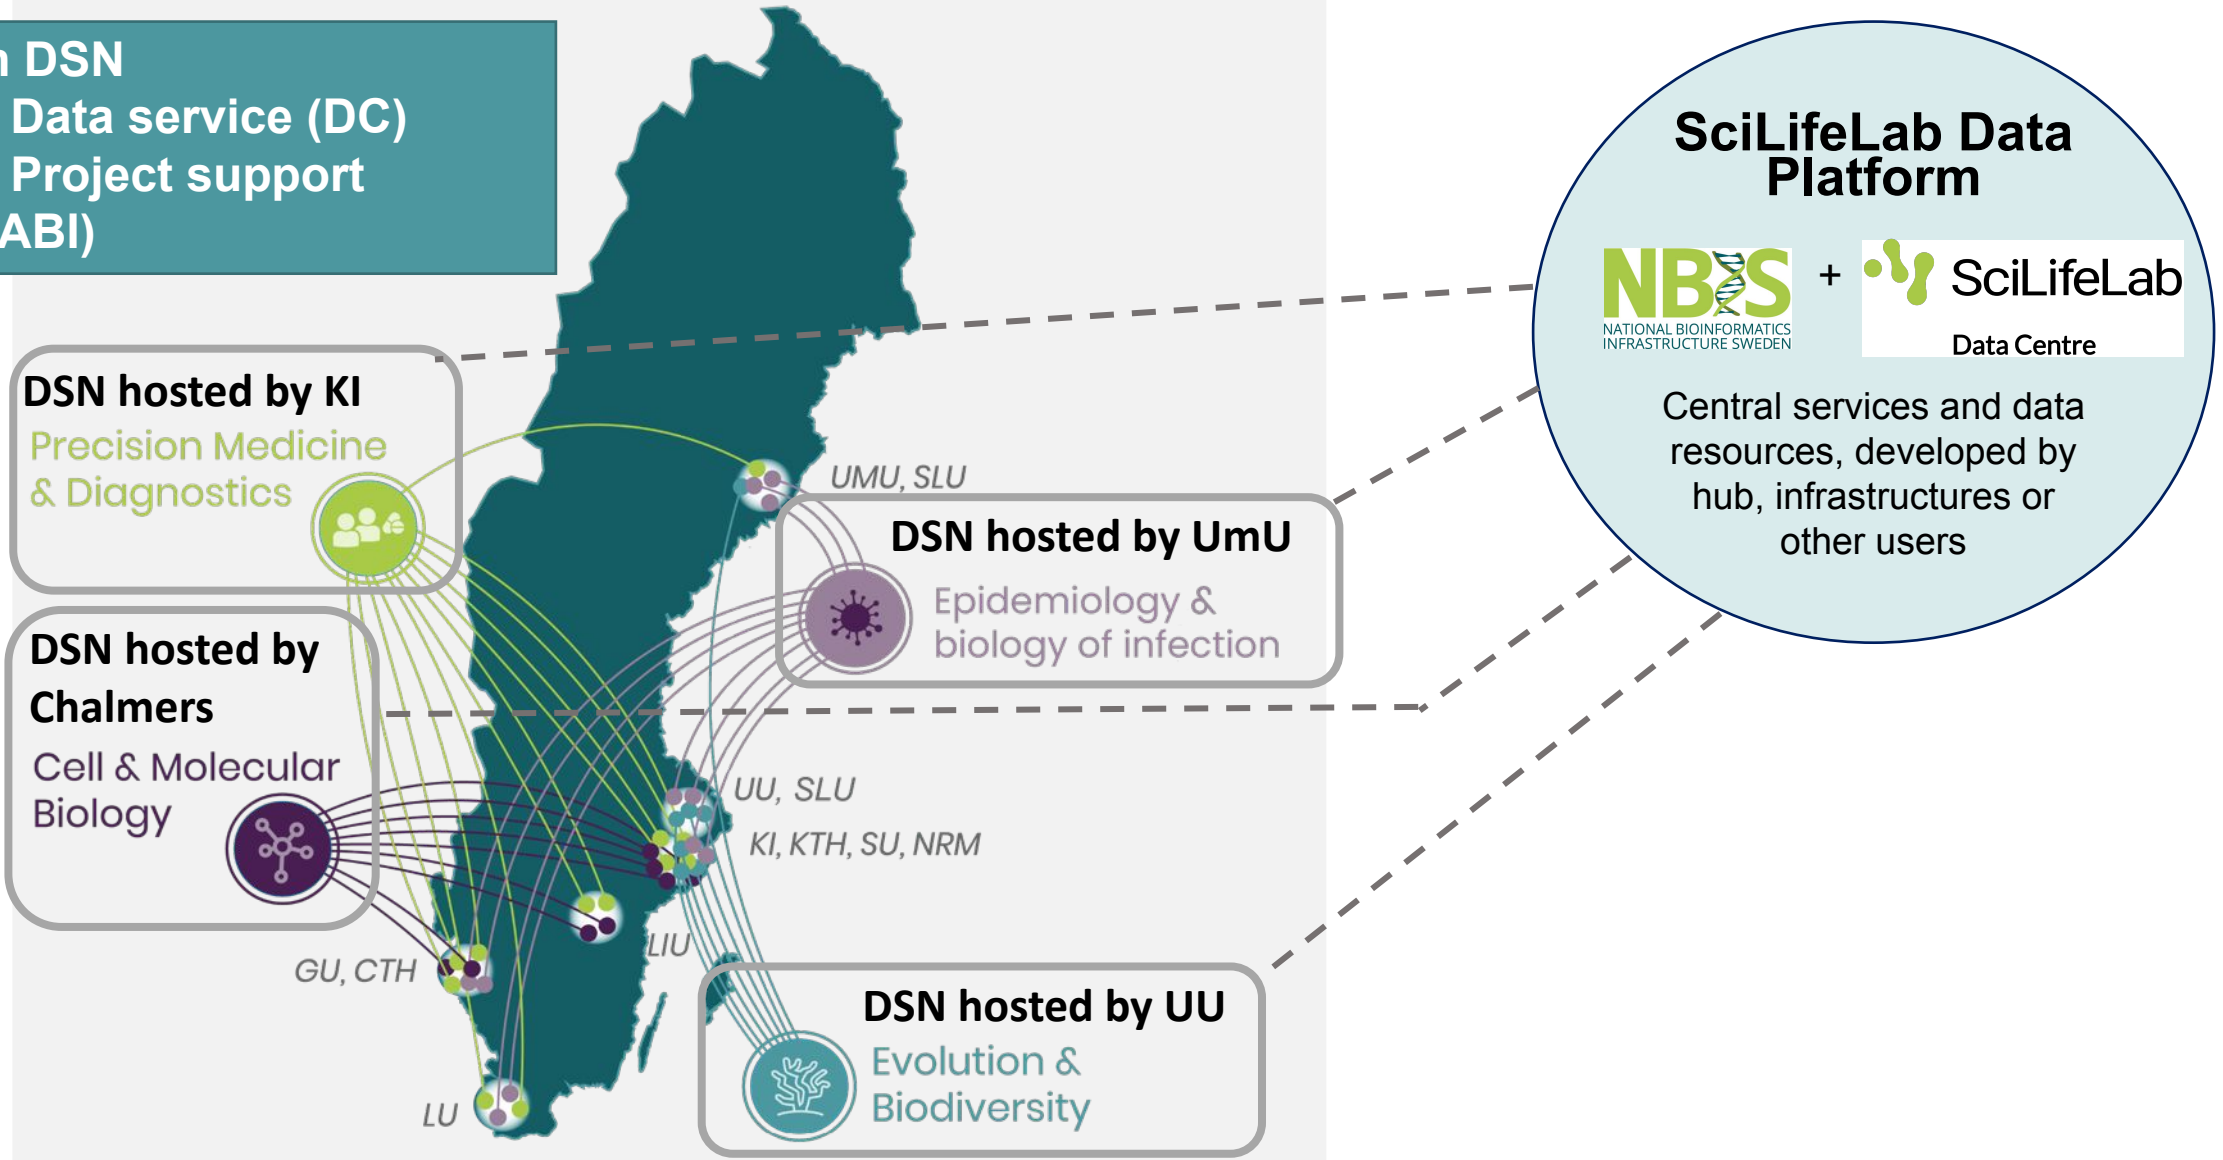 DSN
Data service (DC)
Project support
ABI)
DSN hosted by KI
Precision Medicine
& Diagnostics
UMU, SLU
DSN hosted by UmU
Epidemiology &
biology of infection
DSN hosted by
Chalmers
Cell & Molecular
Biology
UU, SLU
KI, KTH, SU, NRM
LIU
GU, CTH
LU
DSN hosted by UU
Evolution &
Biodiversity
SciLifeLab Data
Platform
NBIS
NATIONAL BIOINFORMATICS
INFRASTRUCTURE SWEDEN
+
SciLifeLab
Data Centre
Central services and data
resources, developed by
hub, infrastructures or
other users